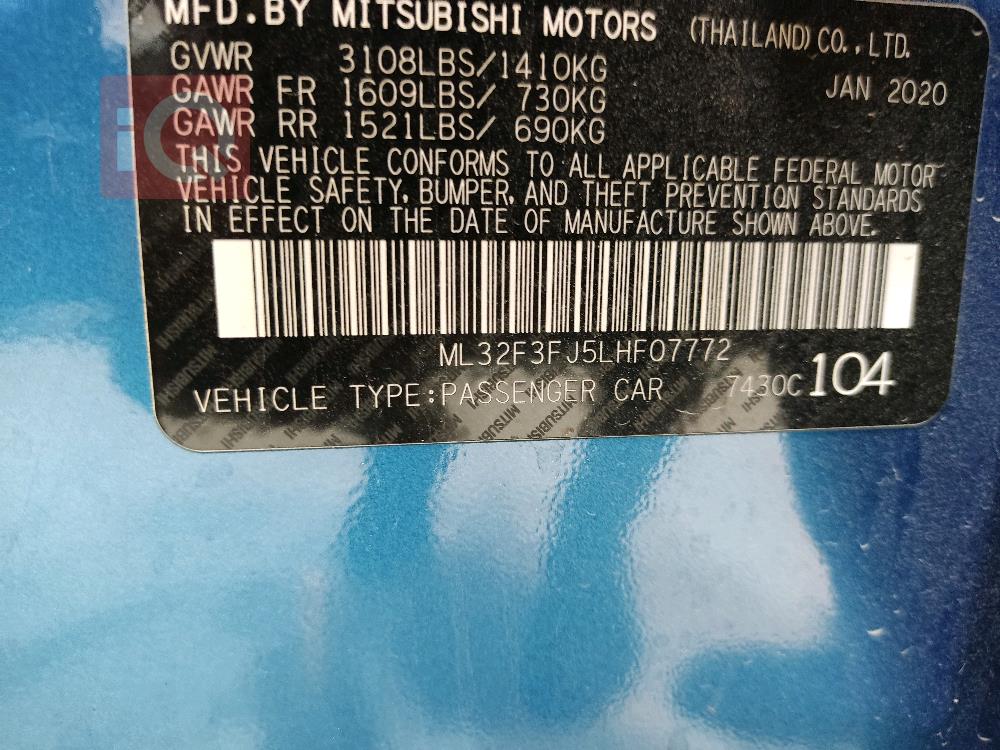 MFD.BY MITSUBISHI MOTORS (THAILAND) CO.,LTD.
GVWR 3108LBS/1410KG JAN 2020
GAWR FR 1609LBS/ 730KG
GAWR RR 1521LBS/ 690KG
THIS VEHICLE CONFORMS TO ALL APPLICABLE FEDERAL MOTOR
VEHICLE SAFETY, BUMPER, AND THEFT PREVENTION STANDARDS
IN EFFECT ON THE DATE OF MANUFACTURE SHOWN ABOVE.
ML32F3FJ5LHF07772
VEHICLE TYPE:PASSENGER CAR 7430C 104